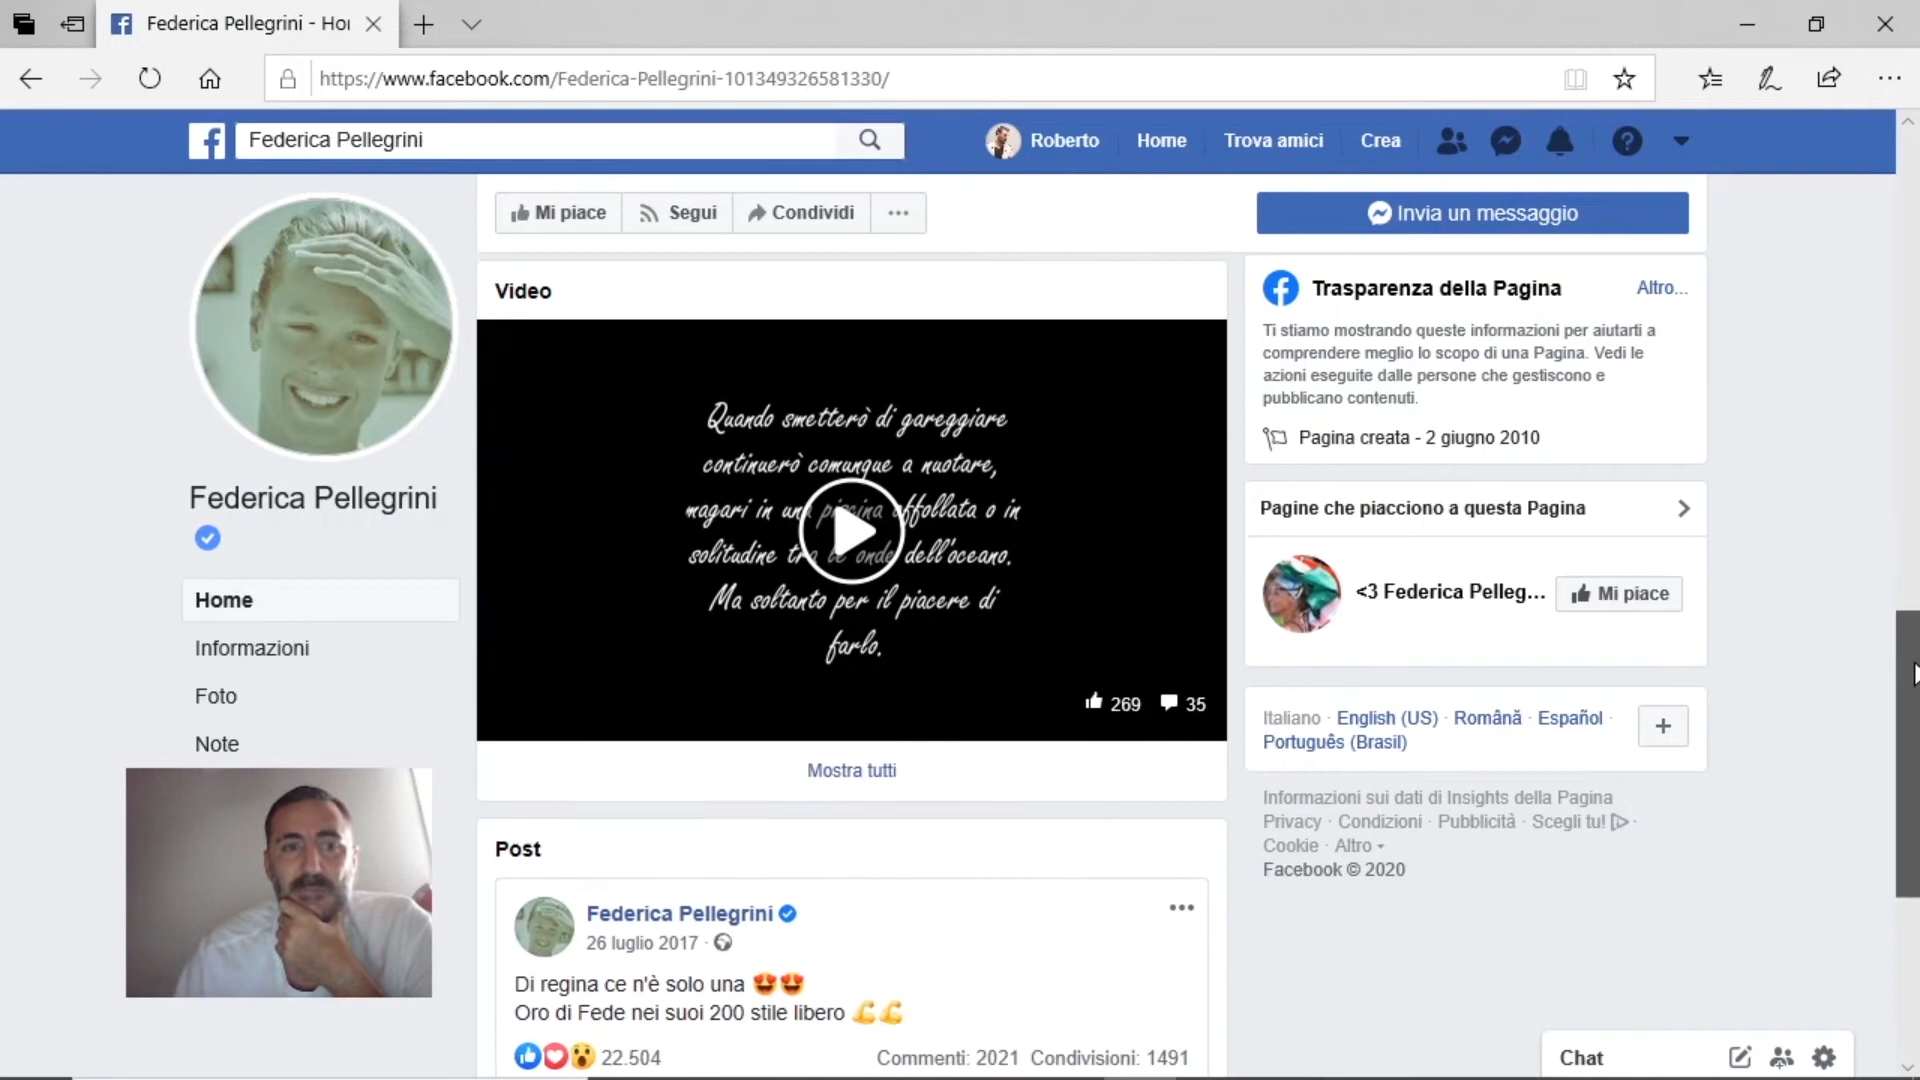 Federica Pellegrini - Ho
https://www.facebook.com/Federica-Pellegrini-101349326581330/
Federica Pellegrini
Roberto
Home
Trova amici
Crea
Mi piace
Segui
Condividi
Invia un messaggio
Federica Pellegrini
Home
Informazioni
Foto
Note
Video
Quando smetterò di gareggiare
continuerò comunque a nuotare,
magari in una piscina affollata o in
solitudine tra le onde dell'oceano.
Ma soltanto per il piacere di
farlo.
269
35
Mostra tutti
Post
Federica Pellegrini
26 luglio 2017 ·
Di regina ce n'è solo una 😍😍
Oro di Fede nei suoi 200 stile libero 💪💪
22.504
Commenti: 2021 Condivisioni: 1491
Trasparenza della Pagina
Altro...
Ti stiamo mostrando queste informazioni per aiutarti a
comprendere meglio lo scopo di una Pagina. Vedi le
azioni eseguite dalle persone che gestiscono e
pubblicano contenuti.
Pagina creata - 2 giugno 2010
Pagine che piacciono a questa Pagina
<3 Federica Pelleg...
Mi piace
Italiano · English (US) · Română · Español ·
Português (Brasil)
Informazioni sui dati di Insights della Pagina
Privacy · Condizioni · Pubblicità · Scegli tu! ·
Cookie · Altro
Facebook © 2020
Chat